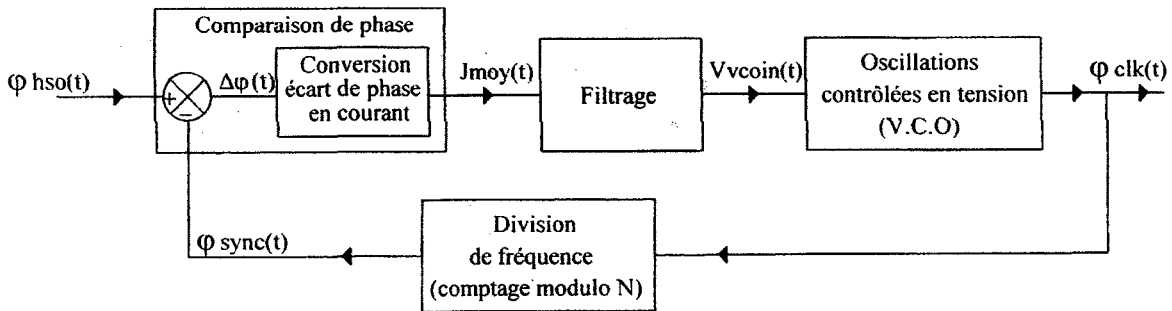 Comparaison de phase
φ hso(t)
+
−
Δφ (t)
Conversion
écart de phase
en courant
Jmoy(t)
Filtrage
Vvcoin(t)
Oscillations
contrôlées en tension
(V.C.O)
φ clk(t)
φ sync(t)
Division
de fréquence
(comptage modulo N)